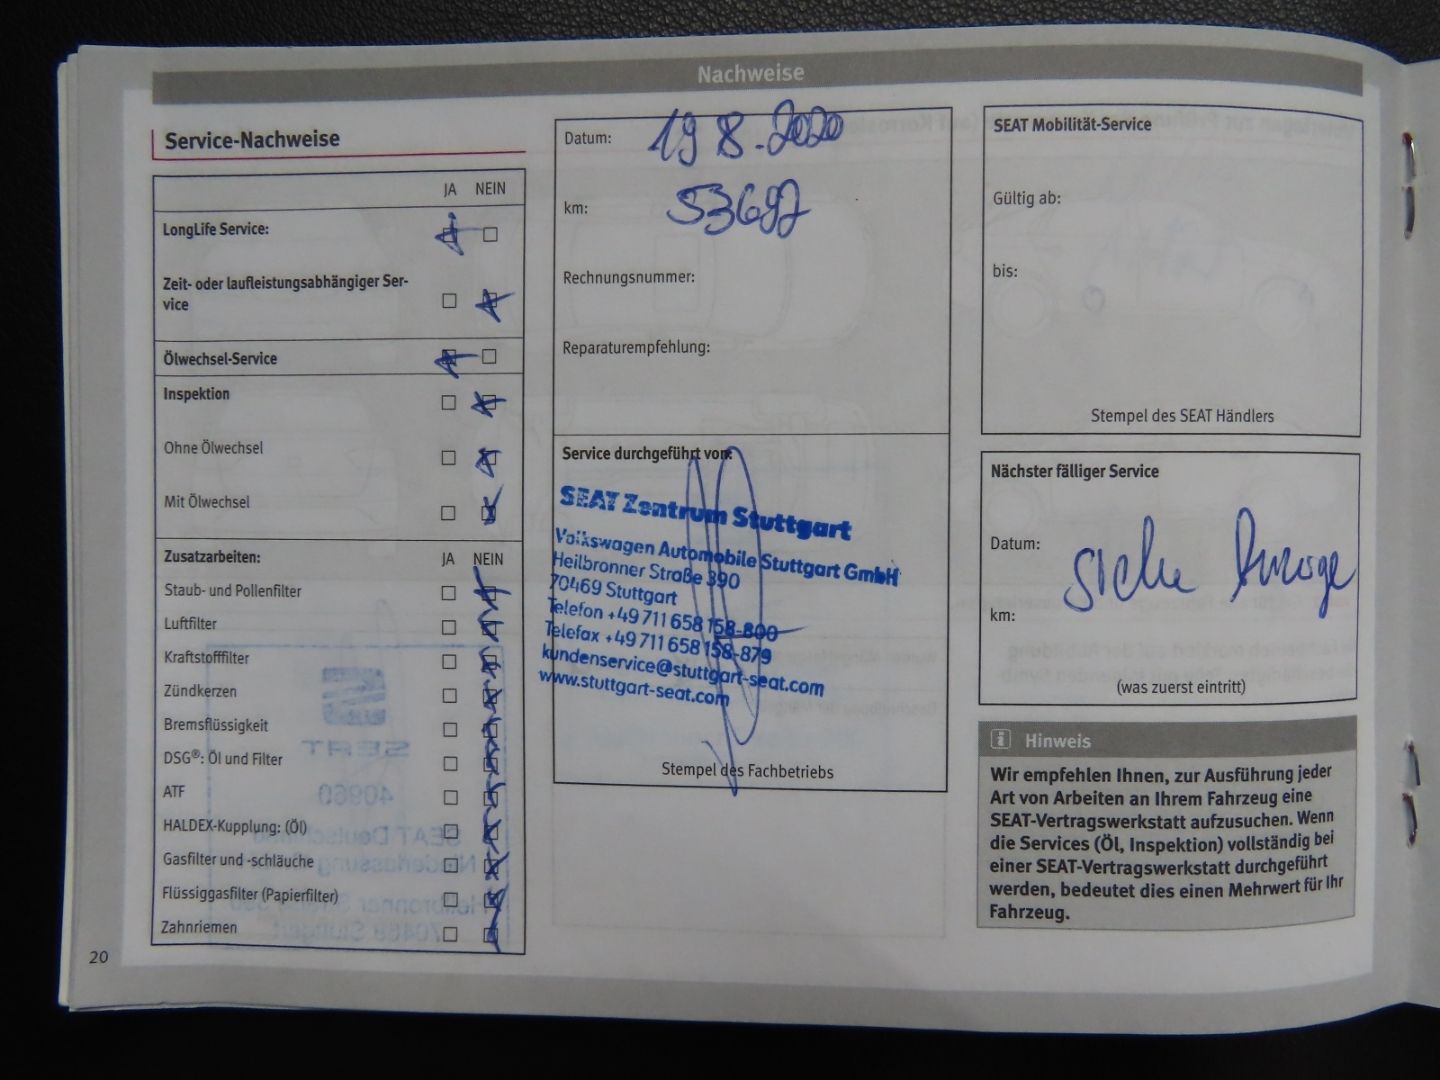 Nachweise
Service-Nachweise
JA NEIN
LongLife Service:
Zeit- oder laufleistungsabhängiger Ser-
vice
Ölwechsel-Service
Inspektion
Ohne Ölwechsel
Mit Ölwechsel
Zusatzarbeiten: JA NEIN
Staub- und Pollenfilter
Luftfilter
Kraftstofffilter
Zündkerzen
Bremsflüssigkeit
DSG®: Öl und Filter
ATF
HALDEX-Kupplung: (Öl)
Gasfilter und -schläuche
Flüssiggasfilter (Papierfilter)
Zahnriemen
20
Datum: 19 8.2020
km: 53697
Rechnungsnummer:
Reparaturempfehlung:
Service durchgeführt von:
SEAT Zentrum Stuttgart
Volkswagen Automobile Stuttgart GmbH
Heilbronner Straße 390
70469 Stuttgart
Telefon +49 711 658 158-800
Telefax +49 711 658 158-879
kundenservice@stuttgart-seat.com
www.stuttgart-seat.com
Stempel des Fachbetriebs
SEAT Mobilität-Service
Gültig ab:
bis:
Stempel des SEAT Händlers
Nächster fälliger Service
Datum: siehe Anzeige
km:
(was zuerst eintritt)
i Hinweis
Wir empfehlen Ihnen, zur Ausführung jeder
Art von Arbeiten an Ihrem Fahrzeug eine
SEAT-Vertragswerkstatt aufzusuchen. Wenn
die Services (Öl, Inspektion) vollständig bei
einer SEAT-Vertragswerkstatt durchgeführt
werden, bedeutet dies einen Mehrwert für Ihr
Fahrzeug.